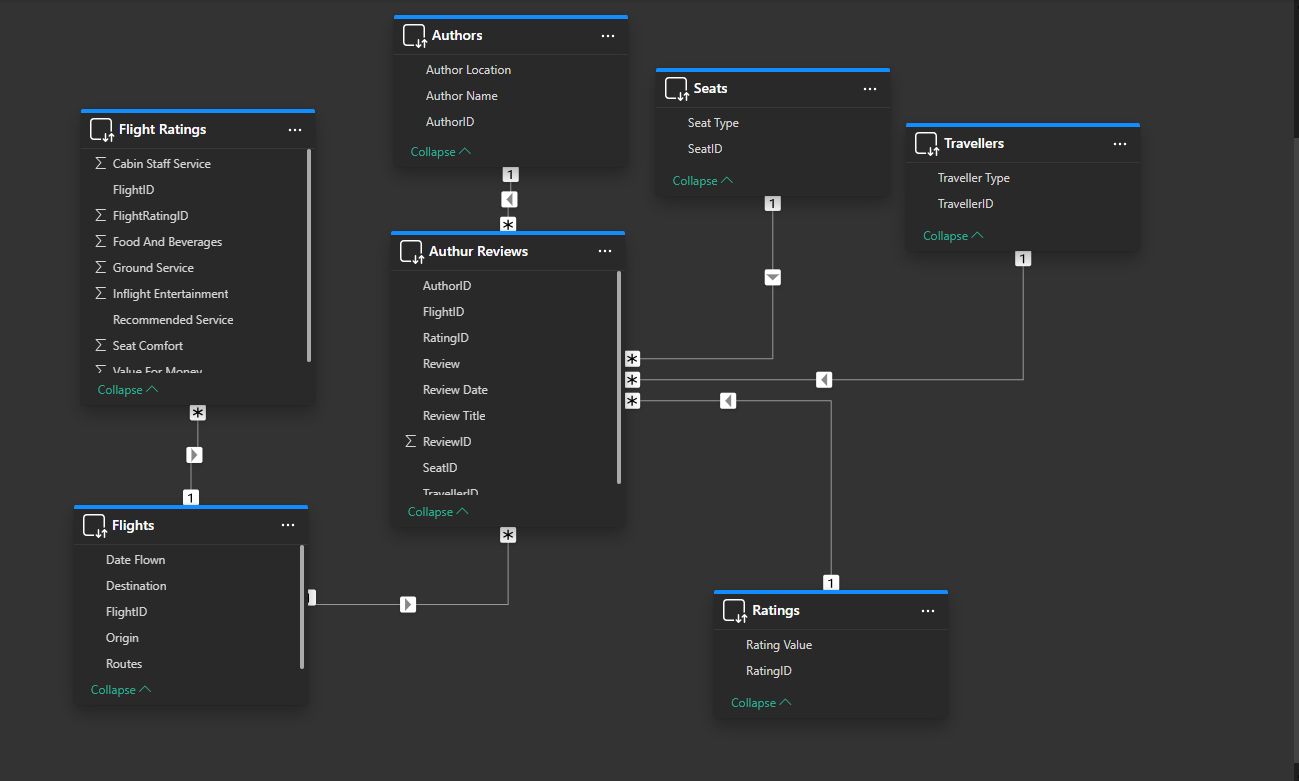 Authors
Author Location
Author Name
AuthorID
Collapse
1
*
Seats
Seat Type
SeatID
Collapse
1
Travellers
Traveller Type
TravellerID
Collapse
1
Flight Ratings
Σ Cabin Staff Service
FlightID
Σ FlightRatingID
Σ Food And Beverages
Σ Ground Service
Σ Inflight Entertainment
Recommended Service
Σ Seat Comfort
Σ Value For Money
Collapse
*
1
Authur Reviews
AuthorID
FlightID
RatingID
Review
Review Date
Review Title
Σ ReviewID
SeatID
TravellerID
Collapse
*
*
*
*
Flights
Date Flown
Destination
FlightID
Origin
Routes
Collapse
1
Ratings
Rating Value
RatingID
Collapse